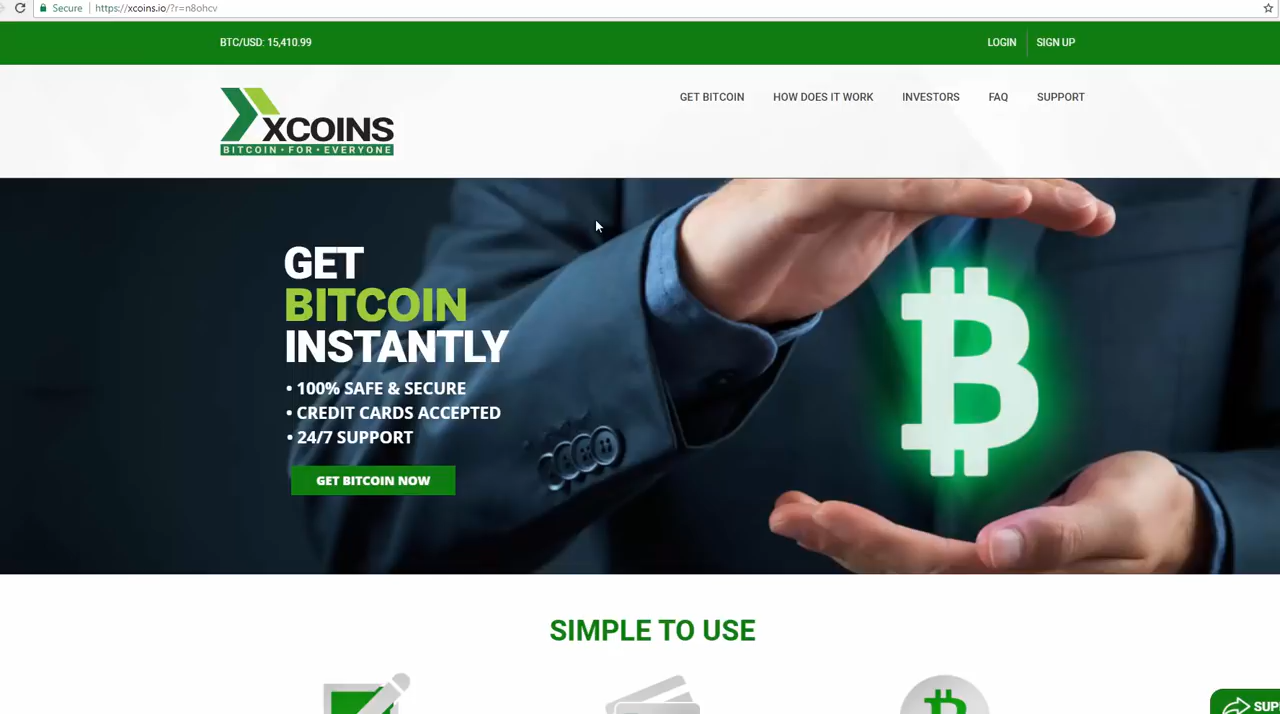 Secure https://xcoins.io/?r=n8ohcv
BTC/USD: 15,410.99
LOGIN SIGN UP
XCOINS
BITCOIN·FOR·EVERYONE
GET BITCOIN HOW DOES IT WORK INVESTORS FAQ SUPPORT
GET
BITCOIN
INSTANTLY
• 100% SAFE & SECURE
• CREDIT CARDS ACCEPTED
• 24/7 SUPPORT
GET BITCOIN NOW
SIMPLE TO USE